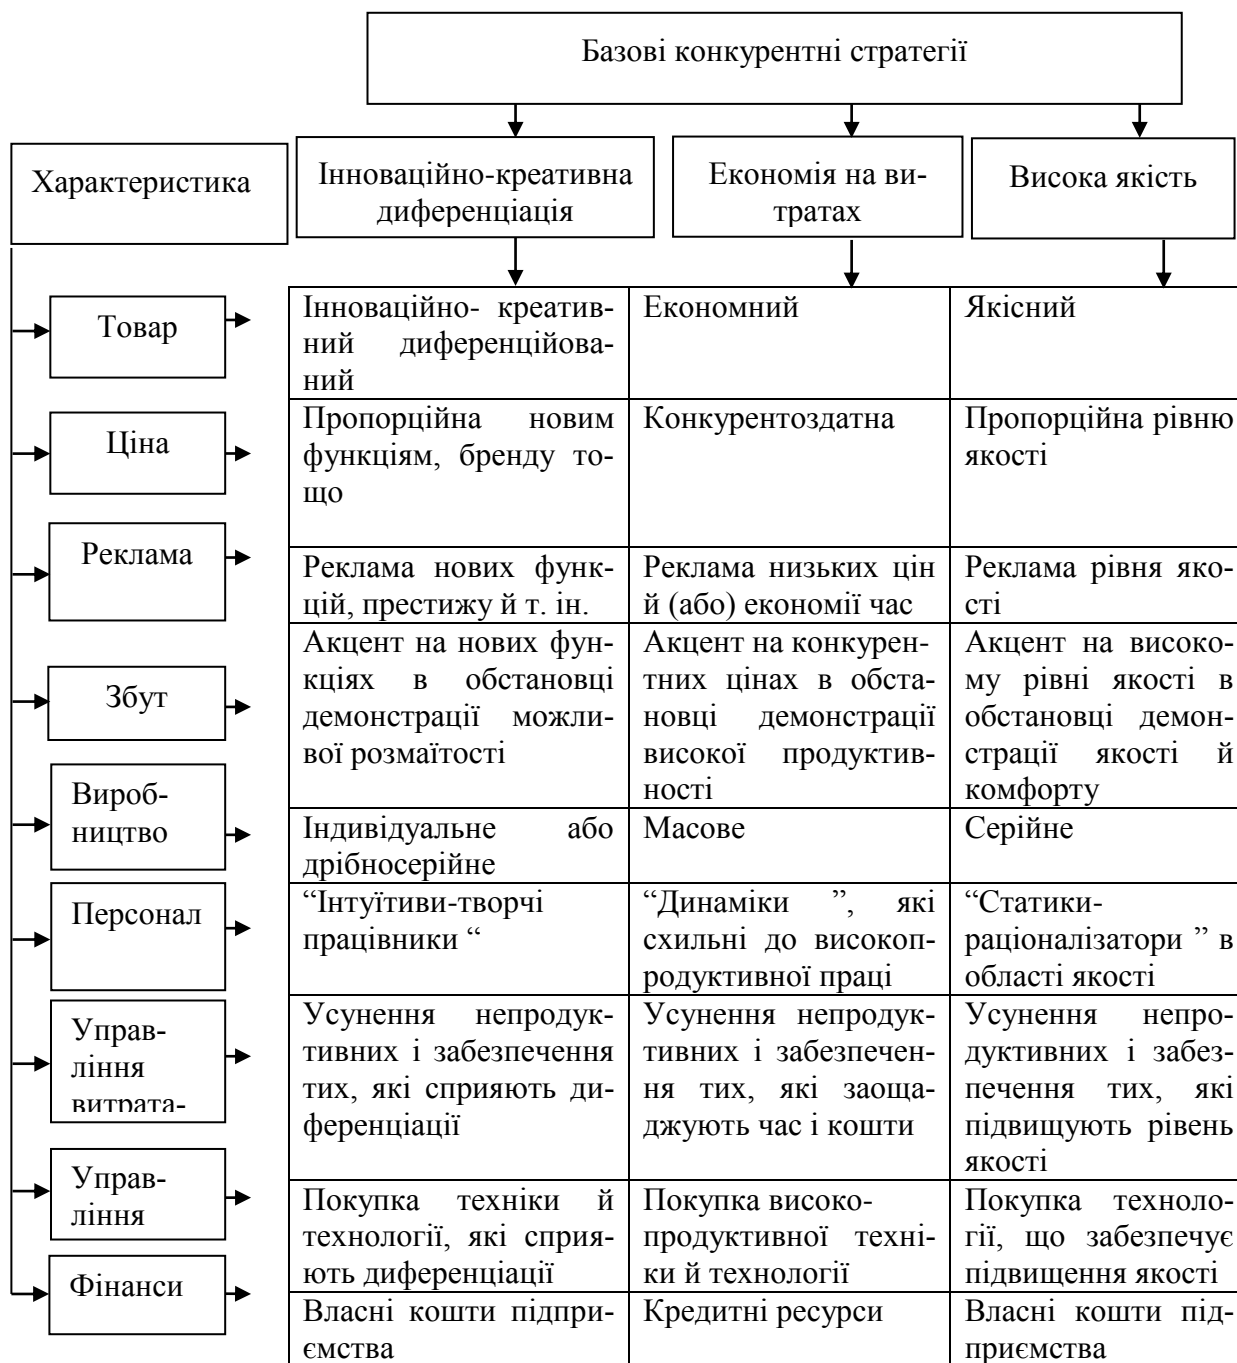 Базові конкурентні стратегії
Характеристика
Інноваційно-креативна
диференціація
Економія на ви-
тратах
Висока якість
Товар
Інноваційно- креатив-
ний диференційова-
ний
Економний
Якісний
Ціна
Пропорційна новим
функціям, бренду то-
що
Конкурентоздатна
Пропорційна рівню
якості
Реклама
Реклама нових функ-
цій, престижу й т. ін.
Реклама низьких цін
й (або) економії час
Реклама рівня яко-
сті
Збут
Акцент на нових фун-
кціях в обстановці
демонстрації можли-
вої розмаїтості
Акцент на конкурен-
тних цінах в обста-
новці демонстрації
високої продуктив-
ності
Акцент на високо-
му рівні якості в
обстановці демон-
страції якості й
комфорту
Вироб-
ництво
Індивідуальне або
дрібносерійне
Масове
Серійне
Персонал
“Інтуїтиви-творчі
працівники “
“Динаміки ”, які
схильні до високоп-
родуктивної праці
“Статики-
раціоналізатори ” в
області якості
Управ-
ління
витрата-
Усунення непродук-
тивних і забезпечення
тих, які сприяють ди-
ференціації
Усунення непродук-
тивних і забезпечен-
ня тих, які заоща-
джують час і кошти
Усунення непро-
дуктивних і забез-
печення тих, які
підвищують рівень
якості
Управ-
ління
Покупка техніки й
технології, які сприя-
ють диференціації
Покупка високо-
продуктивної техні-
ки й технології
Покупка техноло-
гії, що забезпечує
підвищення якості
Фінанси
Власні кошти підпри-
ємства
Кредитні ресурси
Власні кошти під-
приємства